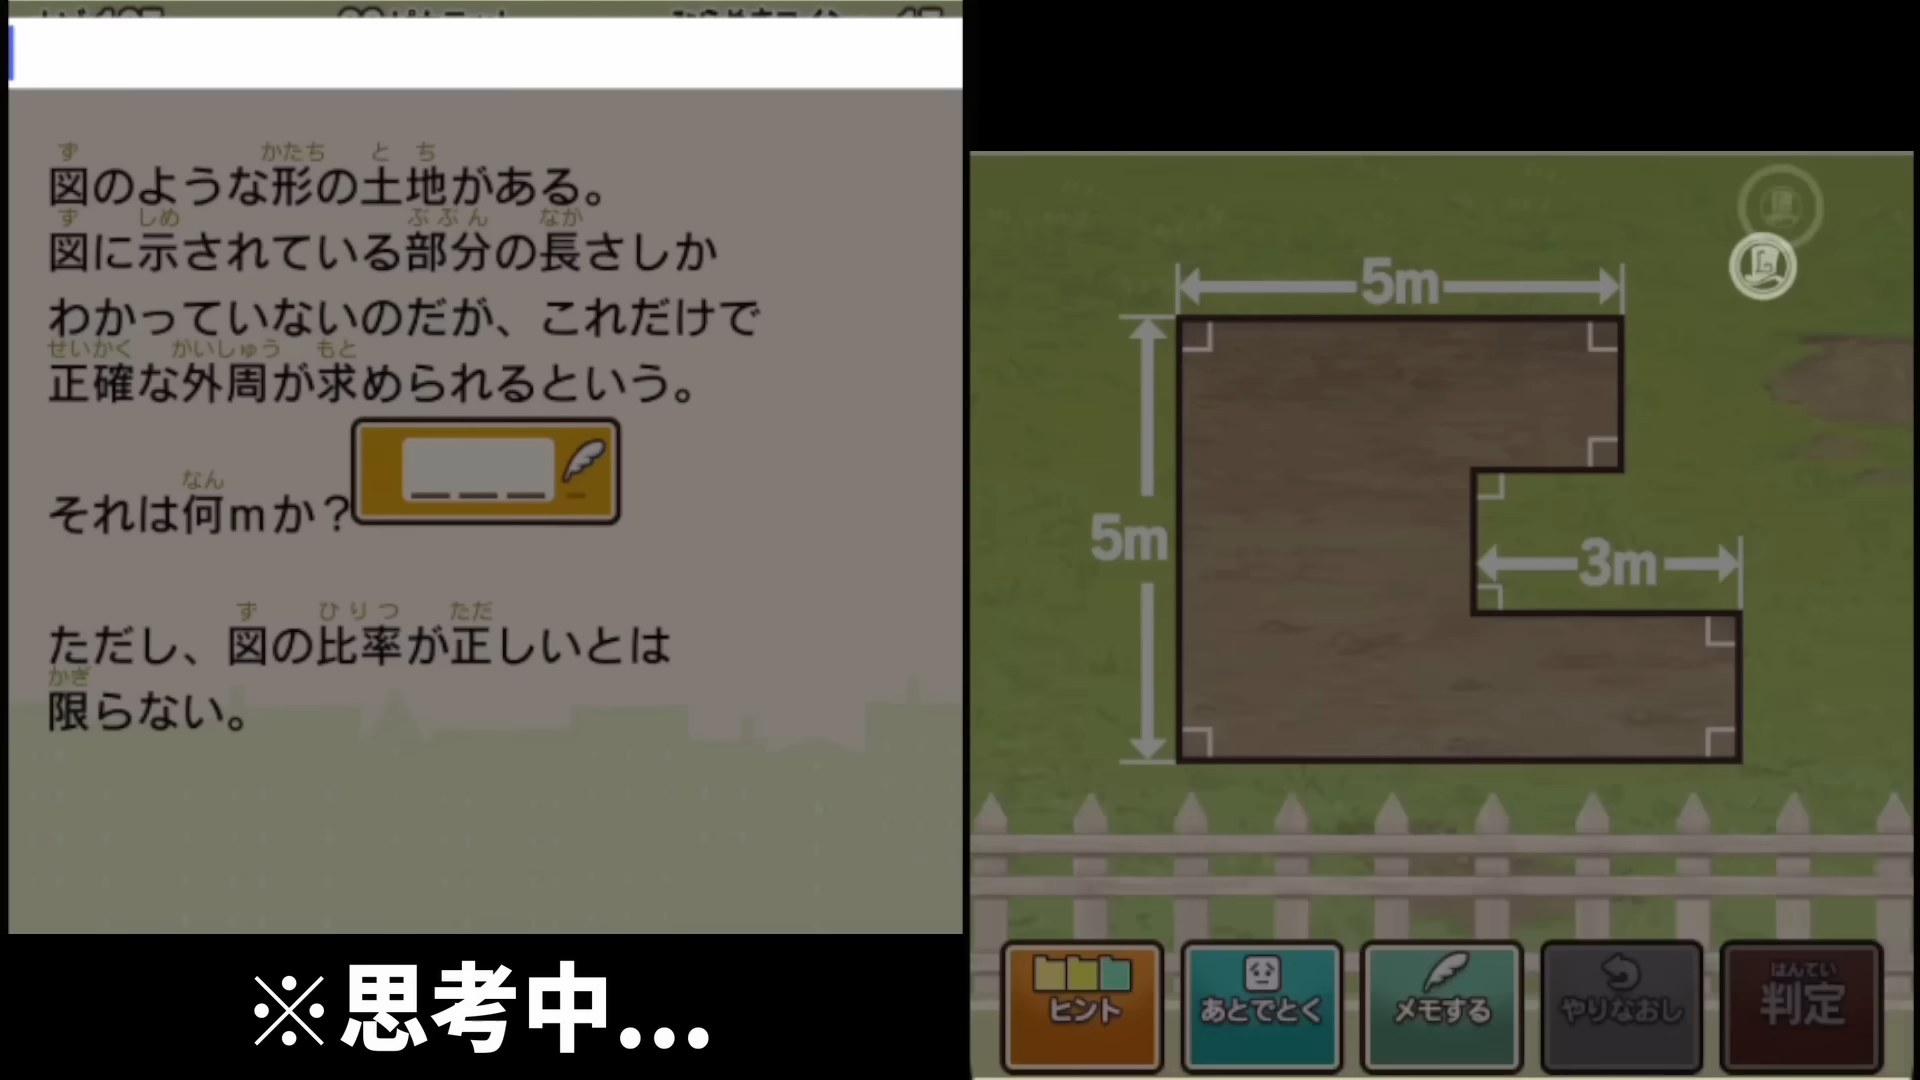 図のような形の土地がある。
図に示されている部分の長さしか
わかっていないのだが、これだけで
正確な外周が求められるという。
それは何mか?
ただし、図の比率が正しいとは
限らない。
※思考中...
5m
5m
3m
ヒント
あとでとく
メモする
やりなおし
判定